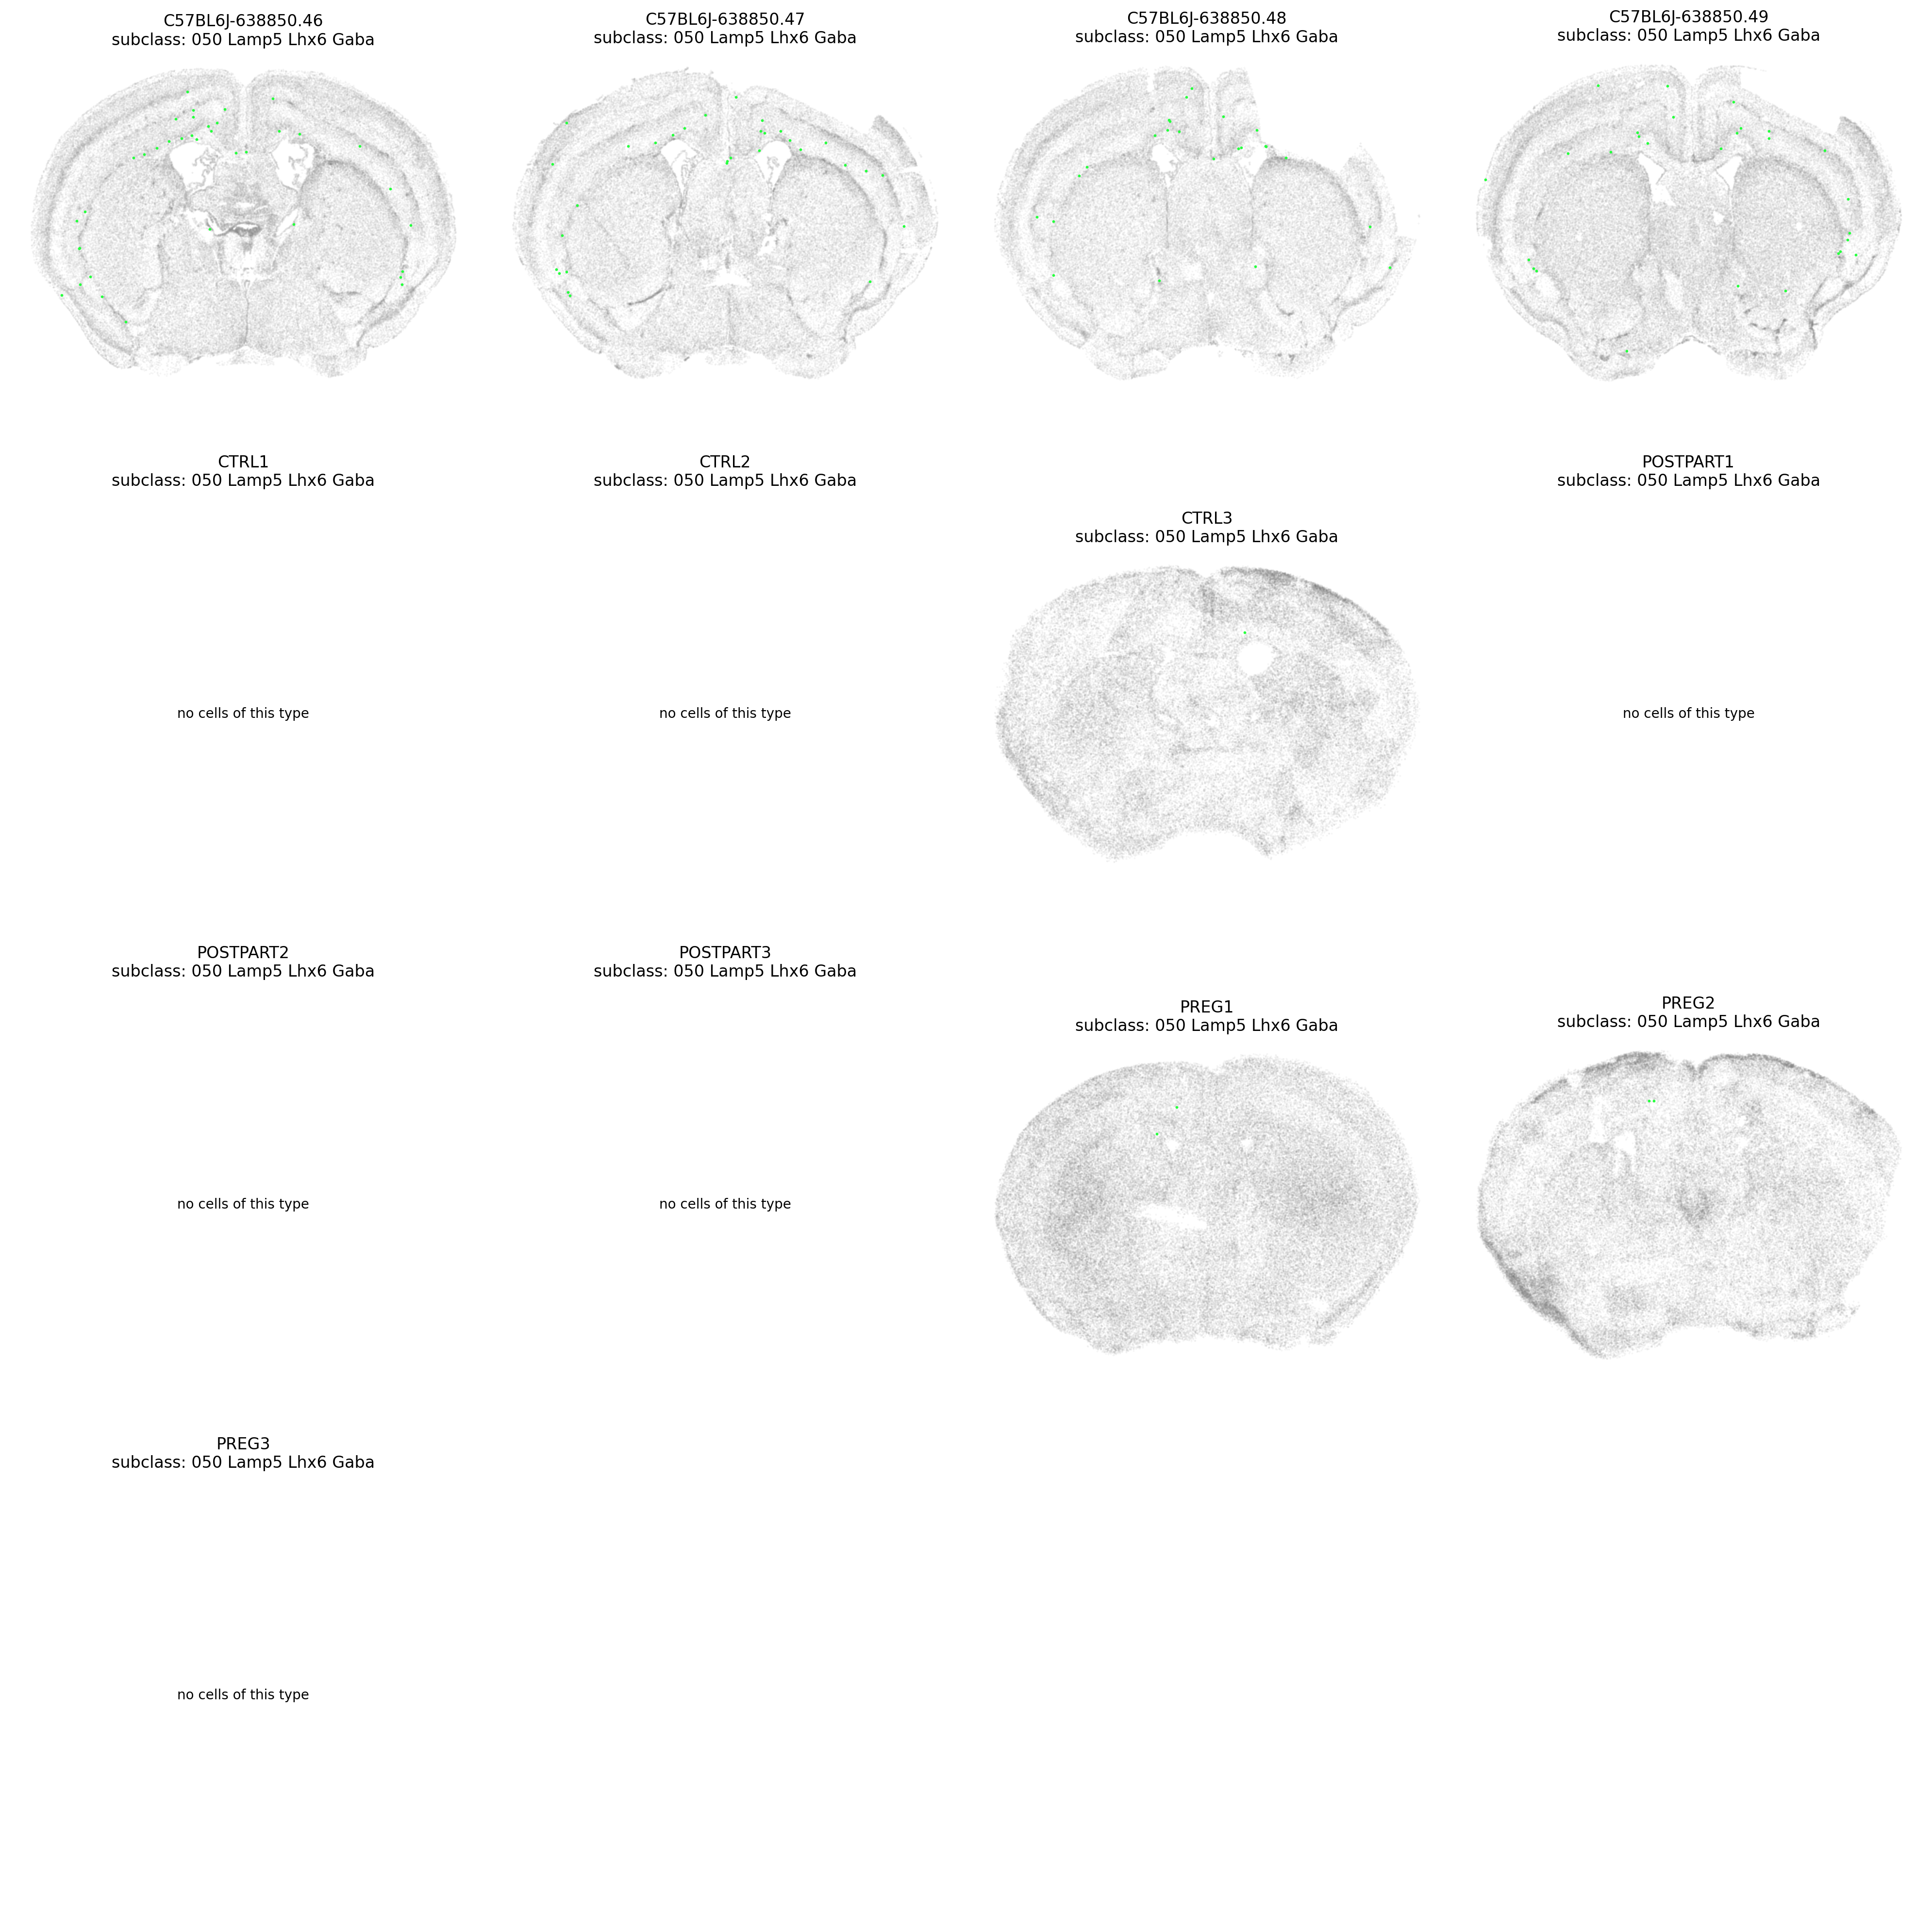 C57BL6J-638850.46
subclass: 050 Lamp5 Lhx6 Gaba
C57BL6J-638850.47
subclass: 050 Lamp5 Lhx6 Gaba
C57BL6J-638850.48
subclass: 050 Lamp5 Lhx6 Gaba
C57BL6J-638850.49
subclass: 050 Lamp5 Lhx6 Gaba
CTRL1
subclass: 050 Lamp5 Lhx6 Gaba
no cells of this type
CTRL2
subclass: 050 Lamp5 Lhx6 Gaba
no cells of this type
CTRL3
subclass: 050 Lamp5 Lhx6 Gaba
POSTPART1
subclass: 050 Lamp5 Lhx6 Gaba
no cells of this type
POSTPART2
subclass: 050 Lamp5 Lhx6 Gaba
no cells of this type
POSTPART3
subclass: 050 Lamp5 Lhx6 Gaba
no cells of this type
PREG1
subclass: 050 Lamp5 Lhx6 Gaba
PREG2
subclass: 050 Lamp5 Lhx6 Gaba
PREG3
subclass: 050 Lamp5 Lhx6 Gaba
no cells of this type